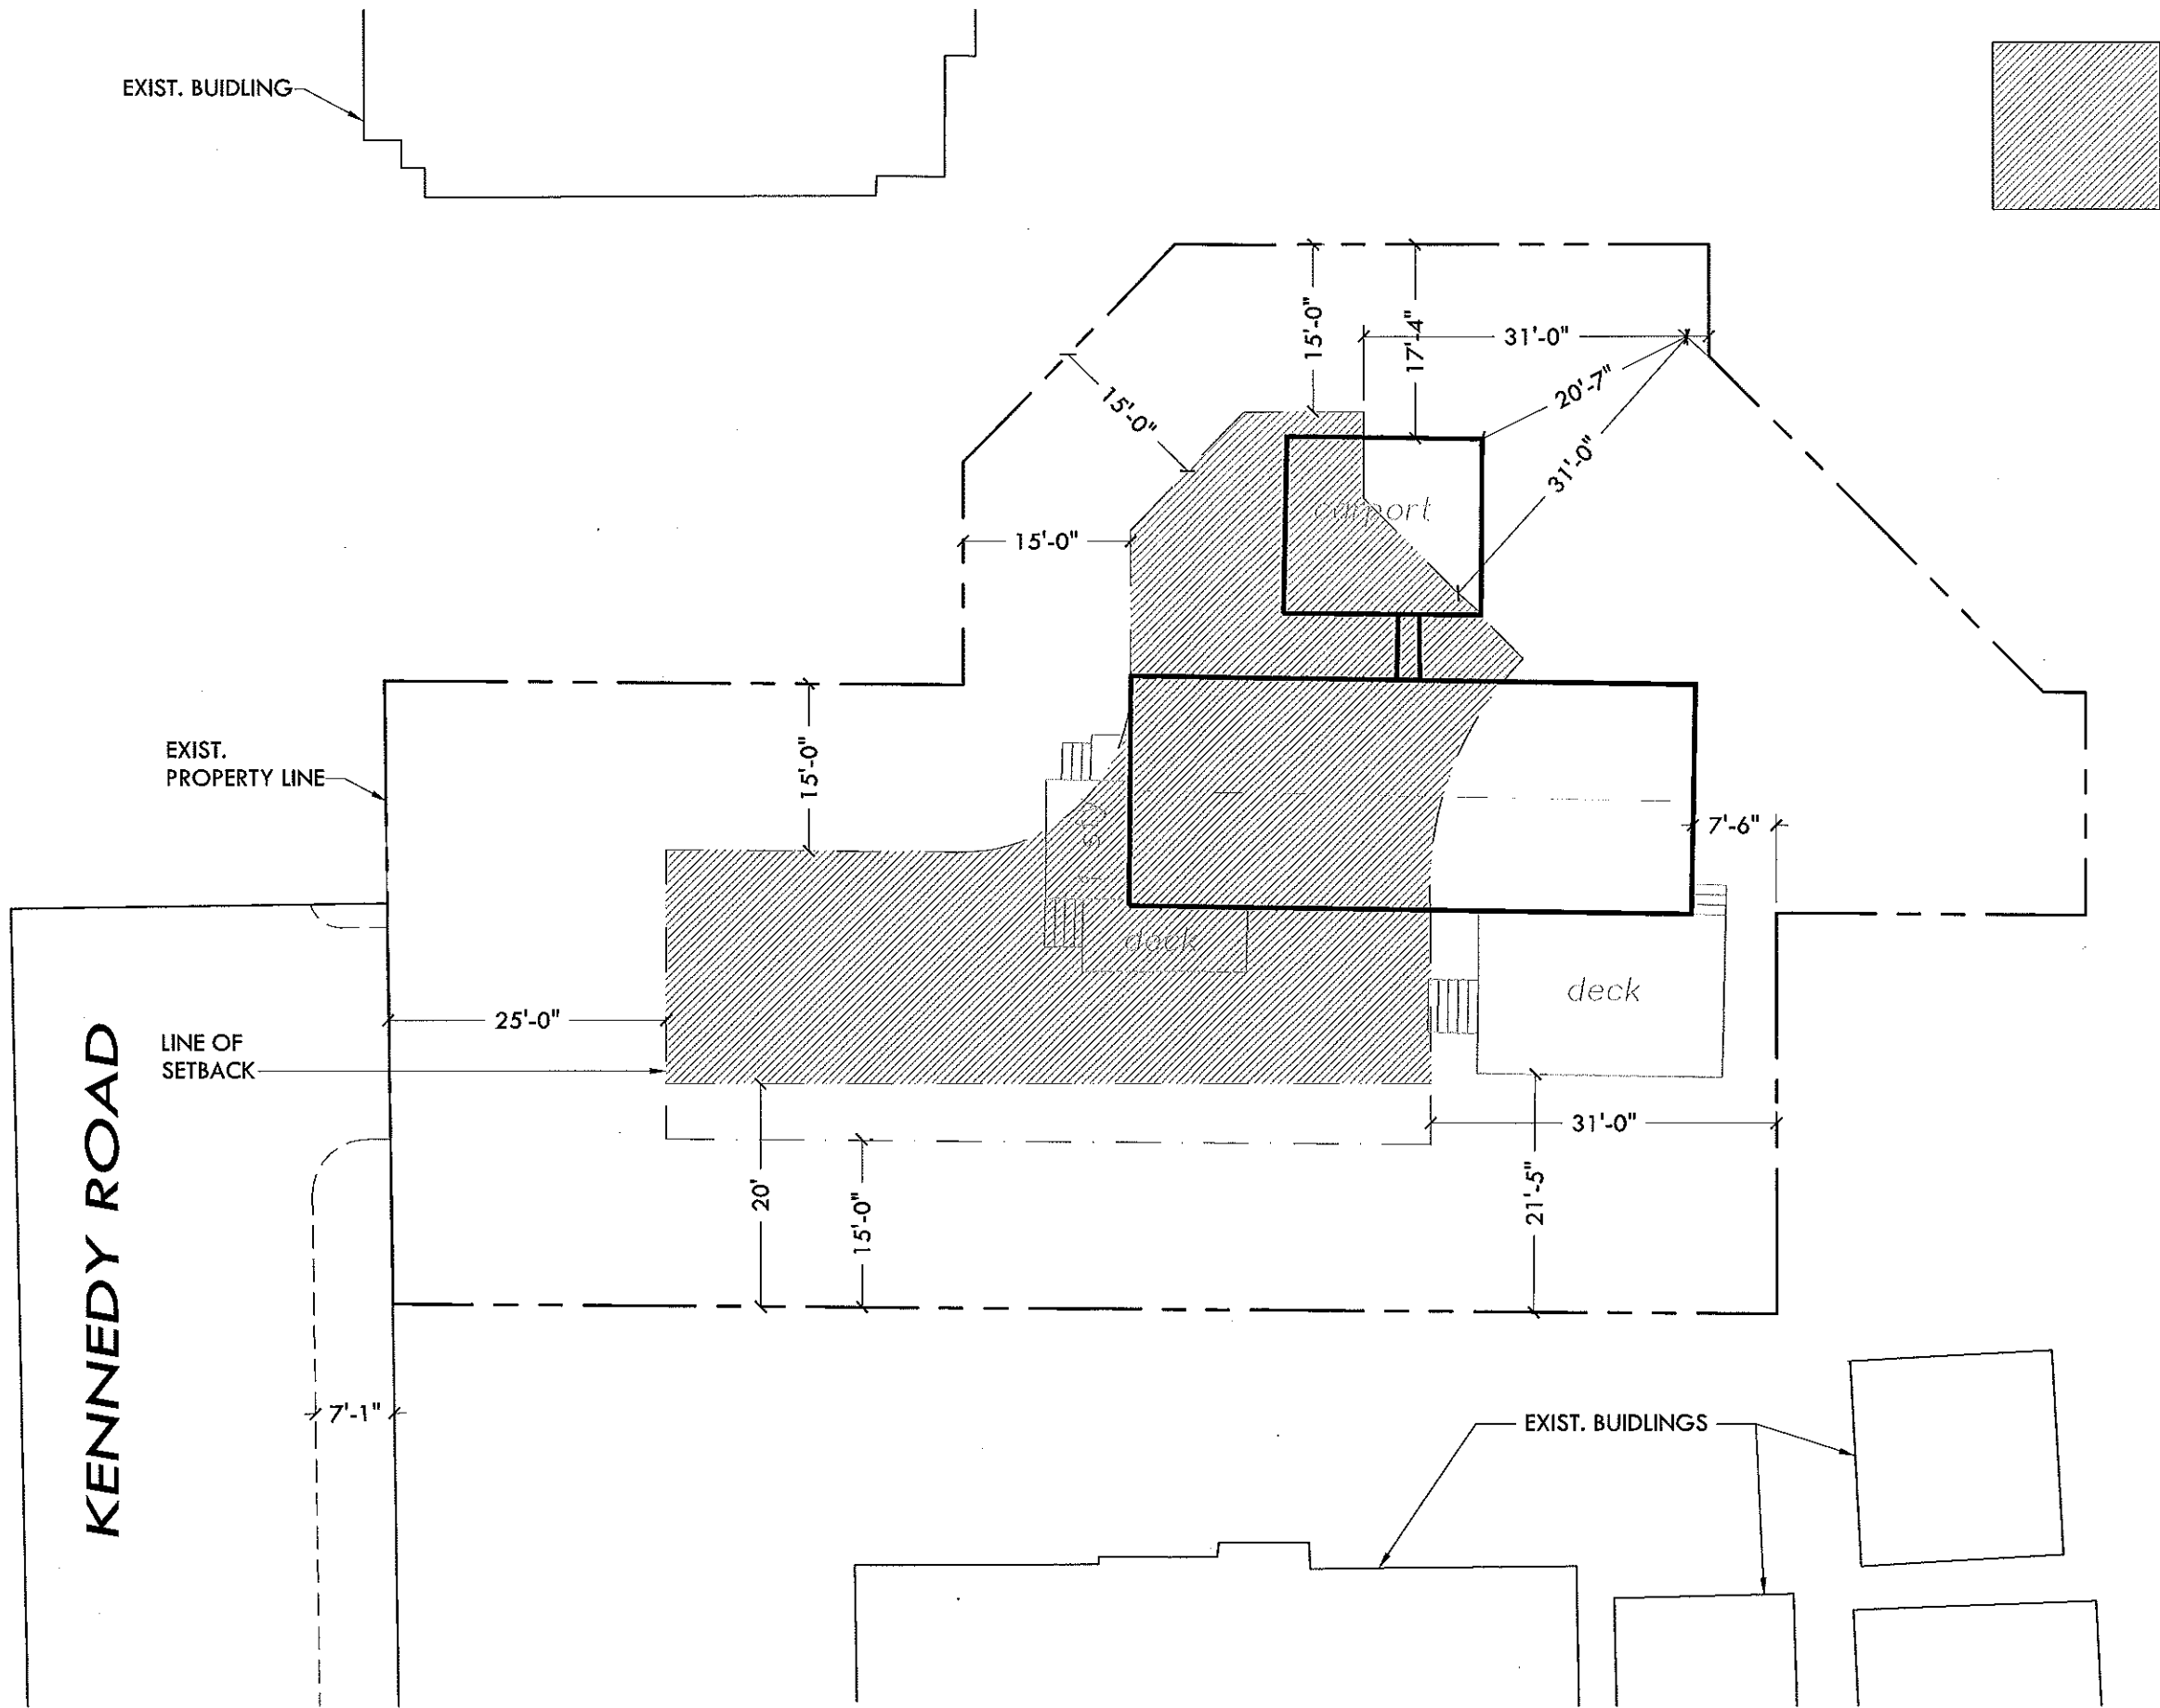 EXIST. BUIDLING
15'-0"
17'-4"
31'-0"
20'-7"
15'-0"
31'-0"
carport
15'-0"
EXIST.
PROPERTY LINE
15'-0"
7'-6"
deck
deck
25'-0"
LINE OF
SETBACK
31'-0"
20'
15'-0"
21'-5"
KENNEDY ROAD
7'-1"
EXIST. BUIDLINGS